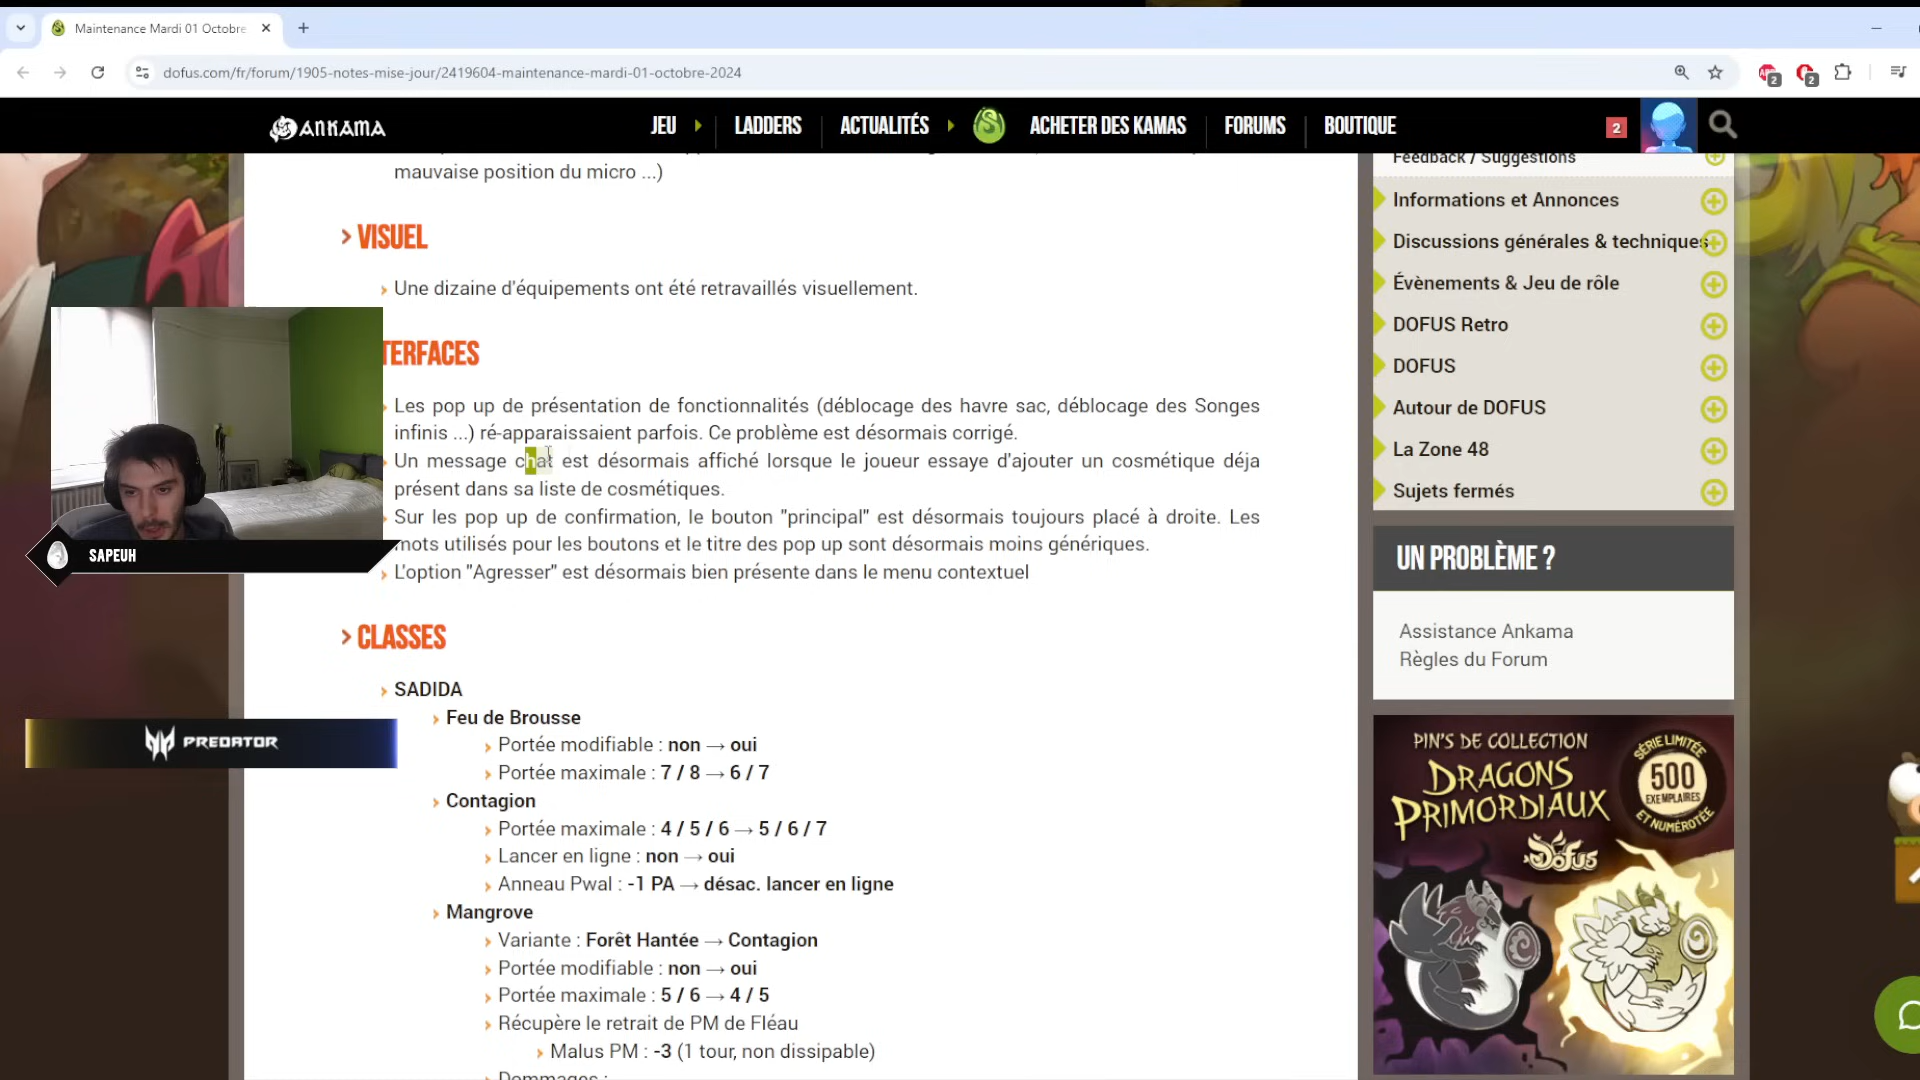 Maintenance Mardi 01 Octobre
dofus.com/fr/forum/1905-notes-mise-jour/2419604-maintenance-mardi-01-octobre-2024
2
2
ANKAMA
JEU
LADDERS
ACTUALITÉS
ACHETER DES KAMAS
FORUMS
BOUTIQUE
2
mauvaise position du micro ...)
VISUEL
Une dizaine d'équipements ont été retravaillés visuellement.
TERFACES
Les pop up de présentation de fonctionnalités (déblocage des havre sac, déblocage des Songes
infinis ...) ré-apparaissaient parfois. Ce problème est désormais corrigé.
Un message chat est désormais affiché lorsque le joueur essaye d'ajouter un cosmétique déja
présent dans sa liste de cosmétiques.
Sur les pop up de confirmation, le bouton "principal" est désormais toujours placé à droite. Les
mots utilisés pour les boutons et le titre des pop up sont désormais moins génériques.
L'option "Agresser" est désormais bien présente dans le menu contextuel
CLASSES
SADIDA
Feu de Brousse
Portée modifiable : non → oui
Portée maximale : 7 / 8 → 6 / 7
Contagion
Portée maximale : 4 / 5 / 6 → 5 / 6 / 7
Lancer en ligne : non → oui
Anneau Pwal : -1 PA → désac. lancer en ligne
Mangrove
Variante : Forêt Hantée → Contagion
Portée modifiable : non → oui
Portée maximale : 5 / 6 → 4 / 5
Récupère le retrait de PM de Fléau
Malus PM : -3 (1 tour, non dissipable)
Dommages :
Feedback / Suggestions
Informations et Annonces
Discussions générales & techniques
Évènements & Jeu de rôle
DOFUS Retro
DOFUS
Autour de DOFUS
La Zone 48
Sujets fermés
UN PROBLÈME ?
Assistance Ankama
Règles du Forum
PIN'S DE COLLECTION
DRAGONS
PRIMORDIAUX
DOFUS
SÉRIE LIMITÉE
500
EXEMPLAIRES
ET NUMÉROTÉE
SAPEUH
PREDATOR